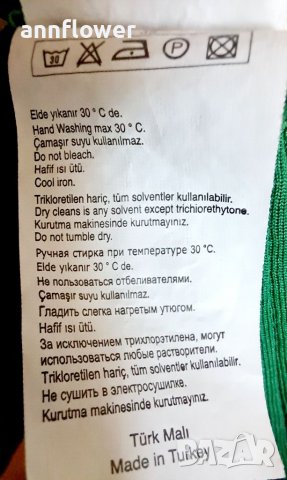 annflower
30
P
Elde yıkanır 30 ° C de.
Hand Washing max 30 ° C.
Çamaşır suyu kullanılmaz.
Do not bleach.
Hafif ısı ütü.
Cool iron.
Trikloretilen hariç, tüm solventler kullanılabilir.
Dry cleans is any solvent except trichiorethytone.
Kurutma makinesinde kurutmayınız.
Do not tumble dry.
Ручная стирка при температуре 30 °C.
Elde yıkanır 30 ° C de.
Не пользоваться отбеливателями.
Çamaşır suyu kullanılmaz.
Гладить слегка нагретым утюгом.
Hafif ısı ütü.
За исключением трихлорэтилена, могут
использоваться любые растворители.
Trikloretilen hariç, tüm solventler kullanılabilir.
Не сушить в электросушилке.
Kurutma makinesinde kurutmayınız.
Türk Malı
Made in Turkey
BAZAR